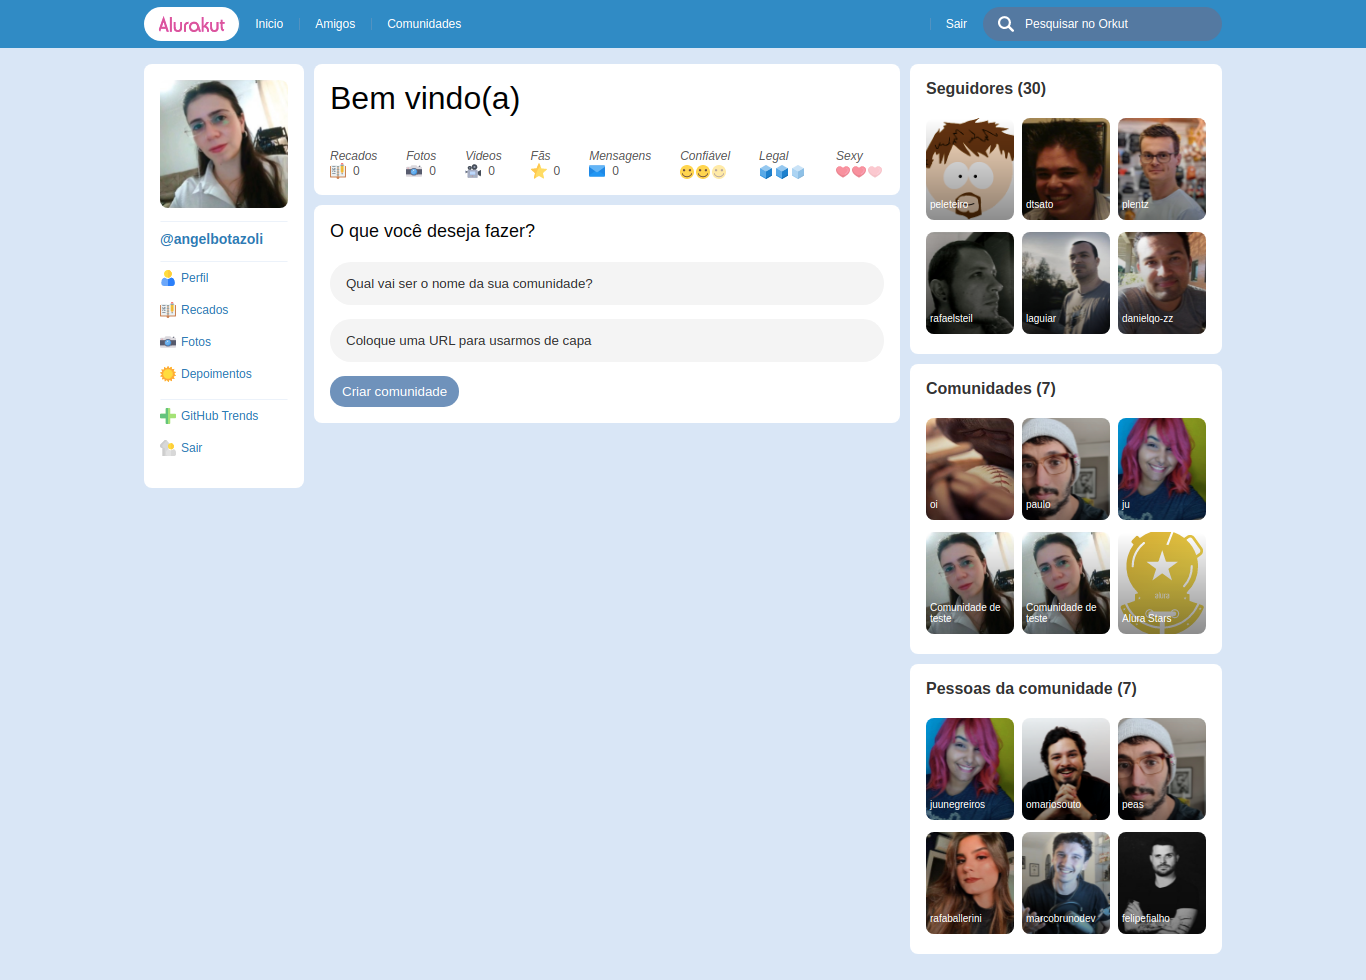 Alurakut
Inicio
Amigos
Comunidades
Sair
Pesquisar no Orkut
@angelbotazoli
Perfil
Recados
Fotos
Depoimentos
GitHub Trends
Sair
Bem vindo(a)
Recados
0
Fotos
0
Videos
0
Fãs
0
Mensagens
0
Confiável
Legal
Sexy
O que você deseja fazer?
Qual vai ser o nome da sua comunidade?
Coloque uma URL para usarmos de capa
Criar comunidade
Seguidores (30)
peleteiro
dtsato
plentz
rafaelsteil
laguiar
danielqo-zz
Comunidades (7)
oi
paulo
ju
Comunidade de
teste
Comunidade de
teste
alura
Alura Stars
Pessoas da comunidade (7)
juunegreiros
omariosouto
peas
rafaballerini
marcobrunodev
felipefialho